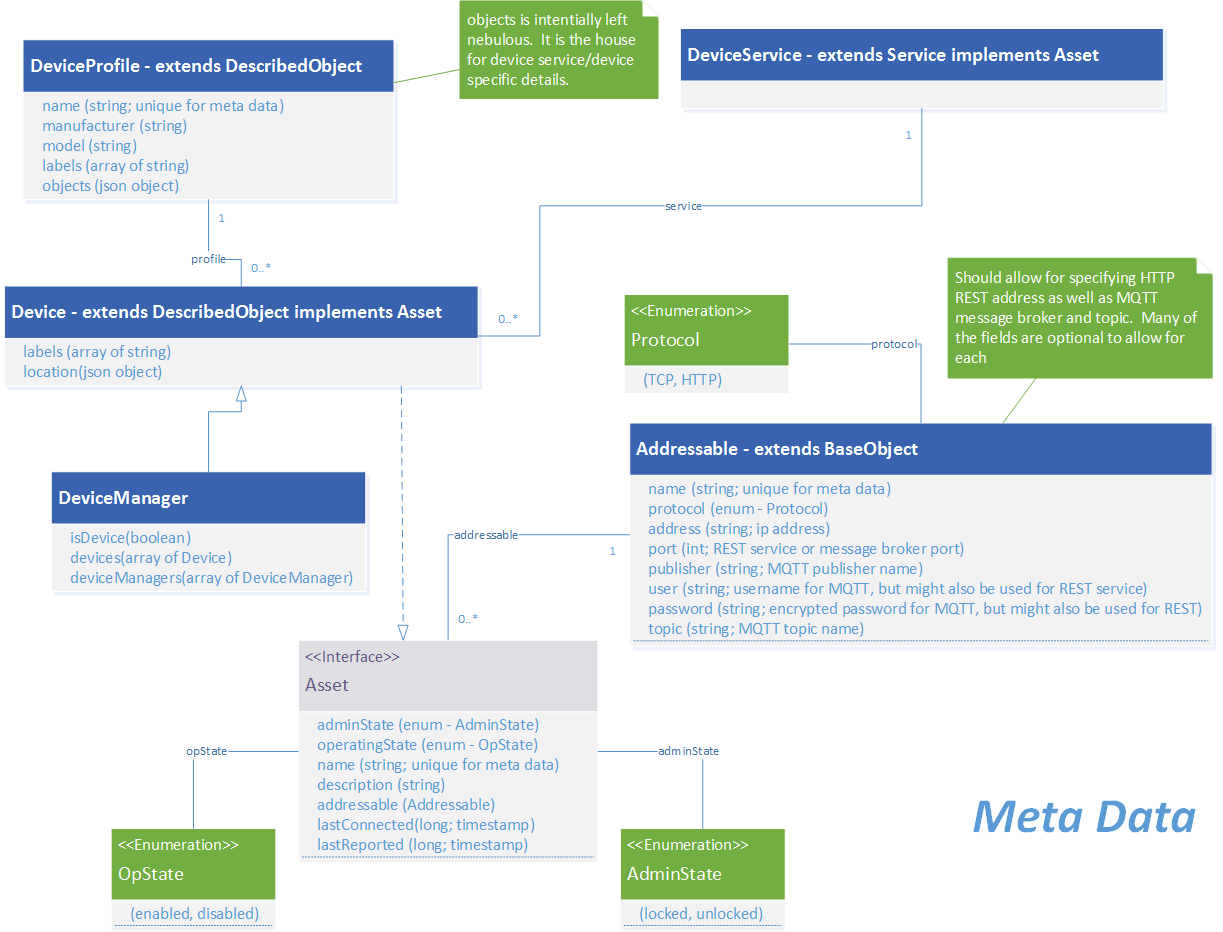 objects is intentially left
nebulous. It is the house
for device service/device
specific details.
DeviceProfile - extends DescribedObject
name (string; unique for meta data)
manufacturer (string)
model (string)
labels (array of string)
objects (json object)
DeviceService - extends Service implements Asset
1
service
0..*
1
profile
0..*
Device - extends DescribedObject implements Asset
labels (array of string)
location(json object)
<<Enumeration>>
Protocol
(TCP, HTTP)
protocol
Should allow for specifying HTTP
REST address as well as MQTT
message broker and topic. Many of
the fields are optional to allow for
each
Addressable - extends BaseObject
name (string; unique for meta data)
protocol (enum - Protocol)
address (string; ip address)
port (int; REST service or message broker port)
publisher (string; MQTT publisher name)
user (string; username for MQTT, but might also be used for REST service)
password (string; encrypted password for MQTT, but might also be used for REST)
topic (string; MQTT topic name)
DeviceManager
isDevice(boolean)
devices(array of Device)
deviceManagers(array of DeviceManager)
addressable
1
0..*
<<Interface>>
Asset
adminState (enum - AdminState)
operatingState (enum - OpState)
name (string; unique for meta data)
description (string)
addressable (Addressable)
lastConnected(long; timestamp)
lastReported (long; timestamp)
opState
adminState
<<Enumeration>>
OpState
(enabled, disabled)
<<Enumeration>>
AdminState
(locked, unlocked)
Meta Data